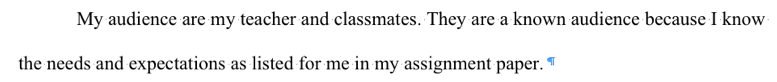 My audience are my teacher and classmates. They are a known audience because I know
the needs and expectations as listed for me in my assignment paper. ¶